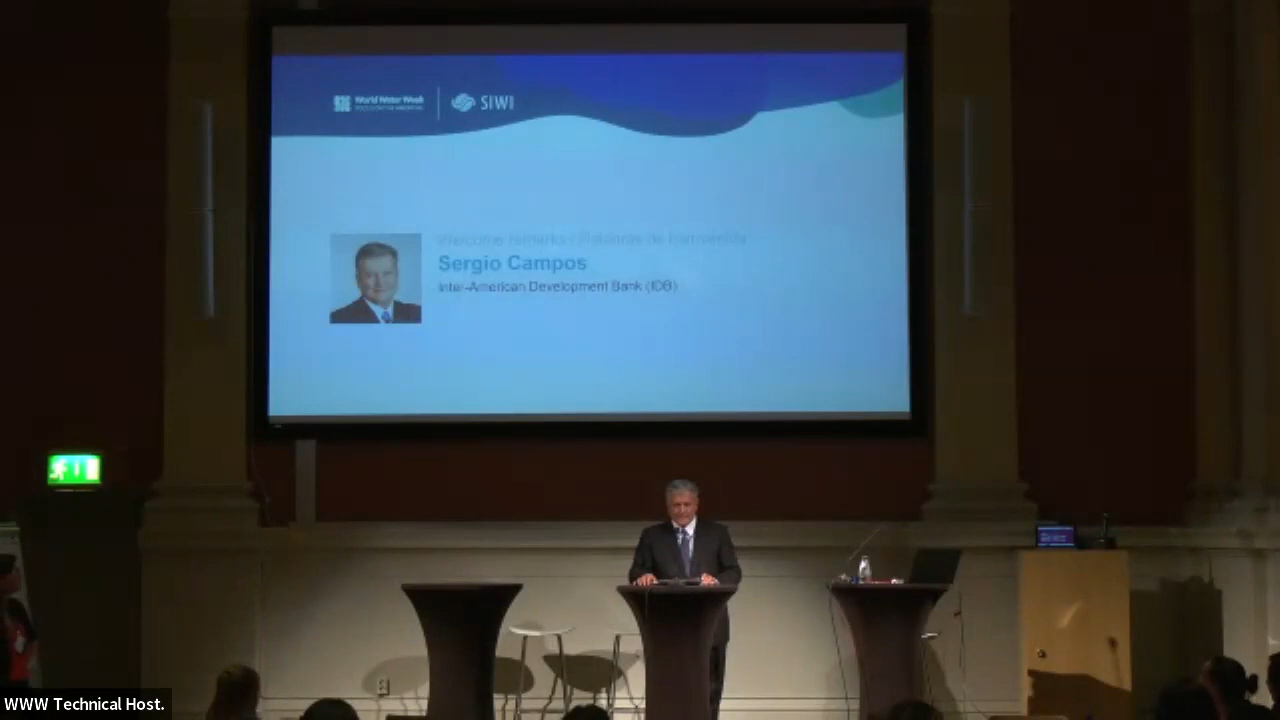 World Water Week
SIWI
Welcome remarks / Palabras de bienvenida
Sergio Campos
Inter-American Development Bank (IDB)
WWW Technical Host.